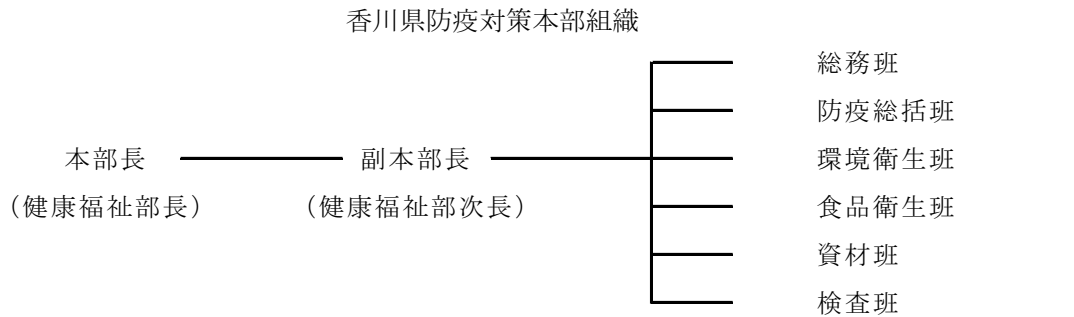 香川県防疫対策本部組織
総務班
防疫総括班
本部長 副本部長 環境衛生班
（健康福祉部長） （健康福祉部次長） 食品衛生班
資材班
検査班